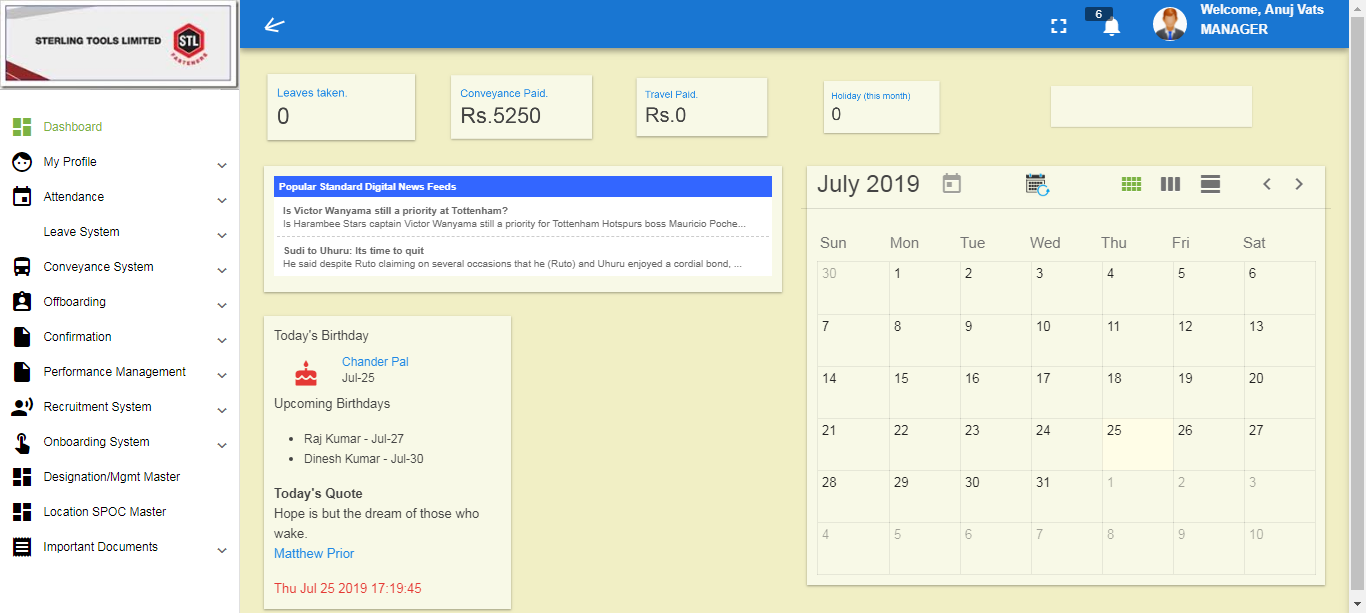 STERLING TOOLS LIMITED
STL
FASTENERS
6
Welcome, Anuj Vats
MANAGER
Dashboard
My Profile
Attendance
Leave System
Conveyance System
Offboarding
Confirmation
Performance Management
Recruitment System
Onboarding System
Designation/Mgmt Master
Location SPOC Master
Important Documents
Leaves taken.
0
Conveyance Paid.
Rs.5250
Travel Paid.
Rs.0
Holiday (this month)
0
Popular Standard Digital News Feeds
Is Victor Wanyama still a priority at Tottenham?
Is Harambee Stars captain Victor Wanyama still a priority for Tottenham Hotspurs boss Mauricio Poche...
Sudi to Uhuru: Its time to quit
He said despite Ruto claiming on several occasions that he (Ruto) and Uhuru enjoyed a cordial bond, ...
Today's Birthday
Chander Pal
Jul-25
Upcoming Birthdays
Raj Kumar - Jul-27
Dinesh Kumar - Jul-30
Today's Quote
Hope is but the dream of those who
wake.
Matthew Prior
Thu Jul 25 2019 17:19:45
July 2019
Sun Mon Tue Wed Thu Fri Sat
30 1 2 3 4 5 6
7 8 9 10 11 12 13
14 15 16 17 18 19 20
21 22 23 24 25 26 27
28 29 30 31 1 2 3
4 5 6 7 8 9 10